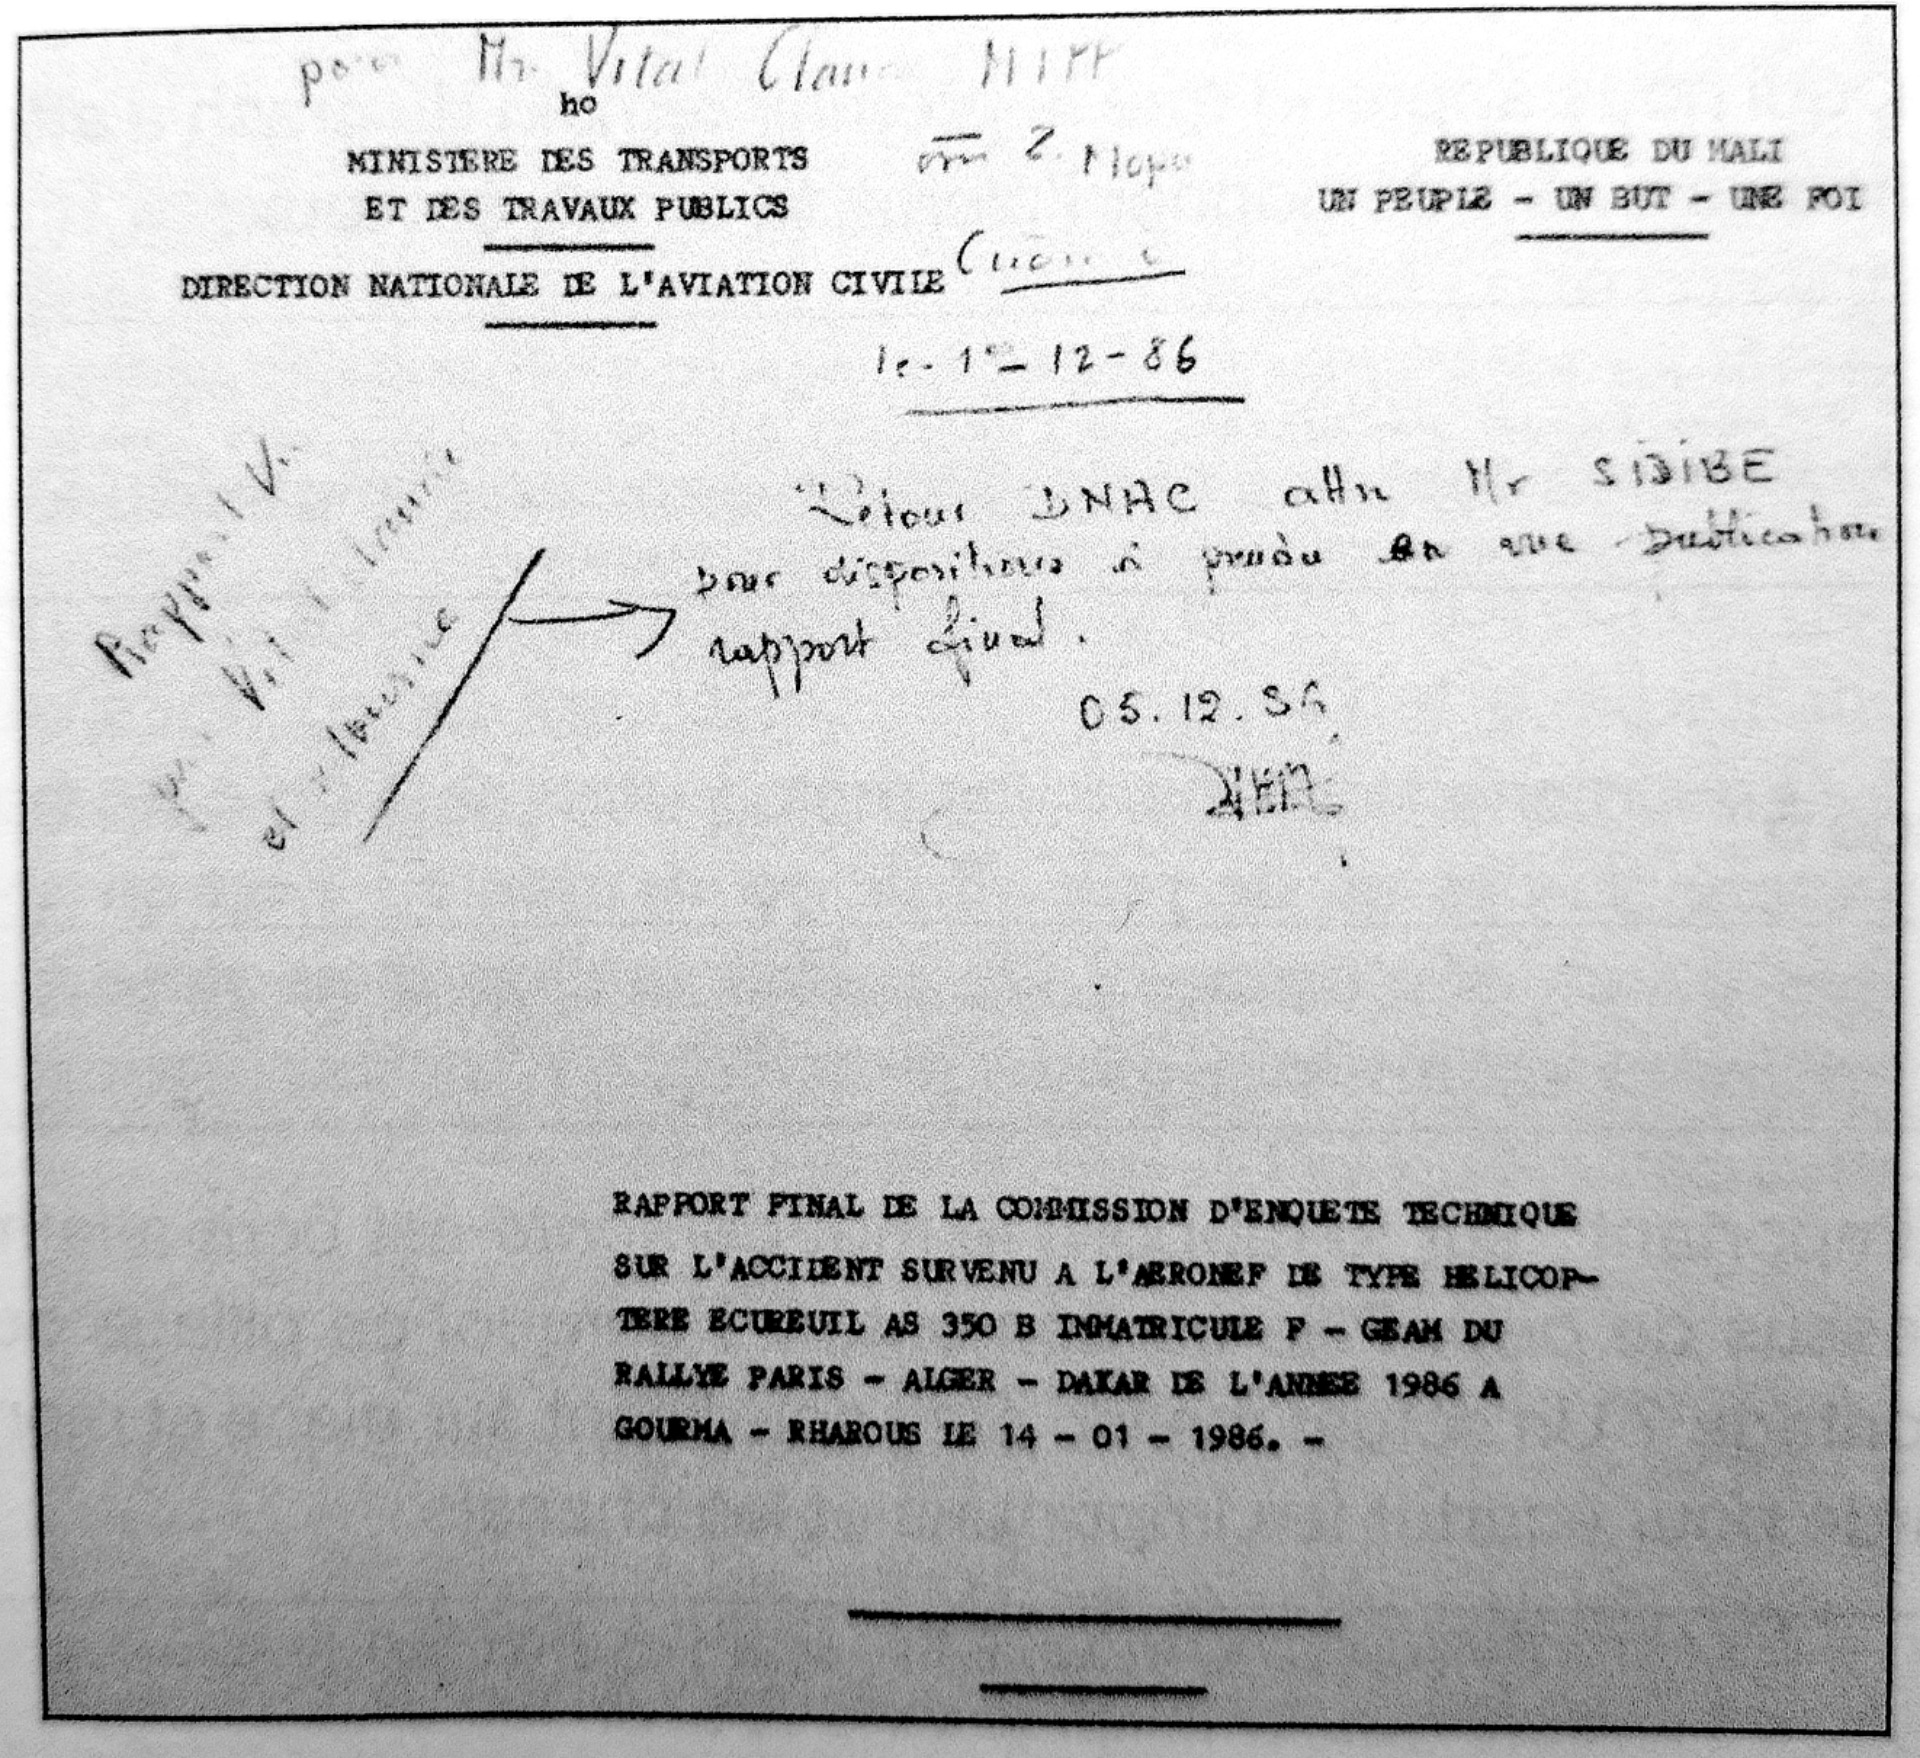 Mr Vital
ho
MINISTERE DES TRANSPORTS
ET DES TRAVAUX PUBLICS
DIRECTION NATIONALE DE L'AVIATION CIVILE
REPUBLIQUE DU MALI
UN PEUPLE - UN BUT - UNE FOI
le 1er - 12 - 86
Rapport
et
Retour DNAC attn Mr SIDIBE
pour dispositions à prendre en vue publication
rapport final.
05.12.86
RAPPORT FINAL DE LA COMMISSION D'ENQUETE TECHNIQUE
SUR L'ACCIDENT SURVENU A L'AERONEF DE TYPE HELICOP-
TERE ECUREUIL AS 350 B IMMATRICULE F - GEAM DU
RALLYE PARIS - ALGER - DAKAR DE L'ANNEE 1986 A
GOURMA - RHAROUS LE 14 - 01 - 1986. -